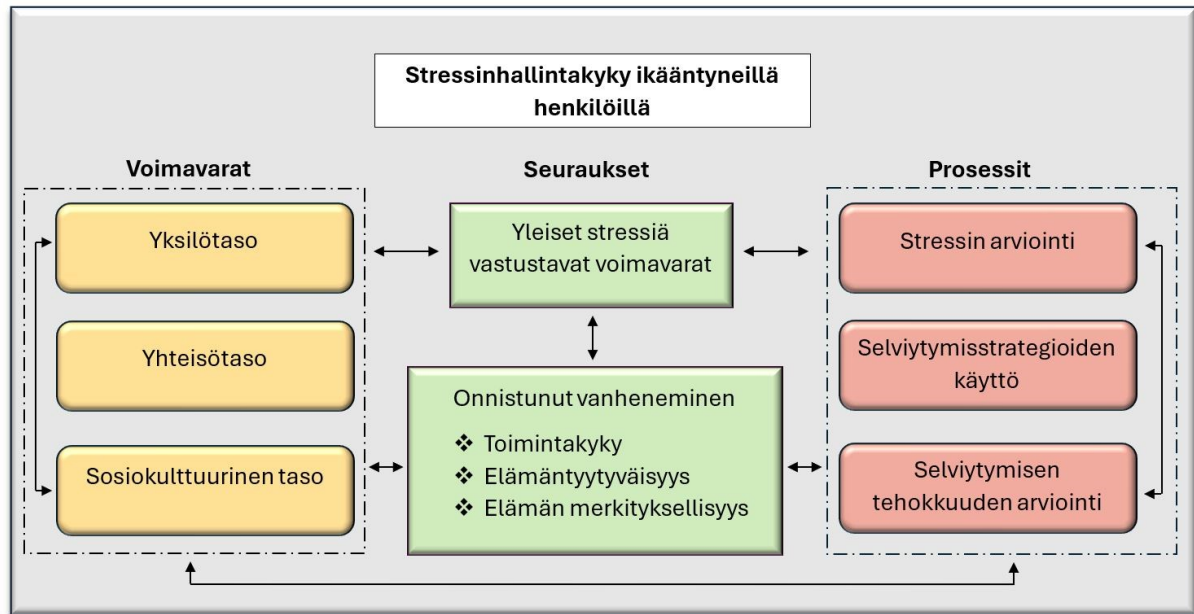 Stressinhallintakyky ikääntyneillä
henkilöillä
Voimavarat
Yksilötaso
Yhteisötaso
Sosiokulttuurinen taso
Seuraukset
Yleiset stressiä
vastustavat voimavarat
Onnistunut vanheneminen
❖ Toimintakyky
❖ Elämäntyytyväisyys
❖ Elämän merkityksellisyys
Prosessit
Stressin arviointi
Selviytymisstrategioiden
käyttö
Selviytymisen
tehokkuuden arviointi